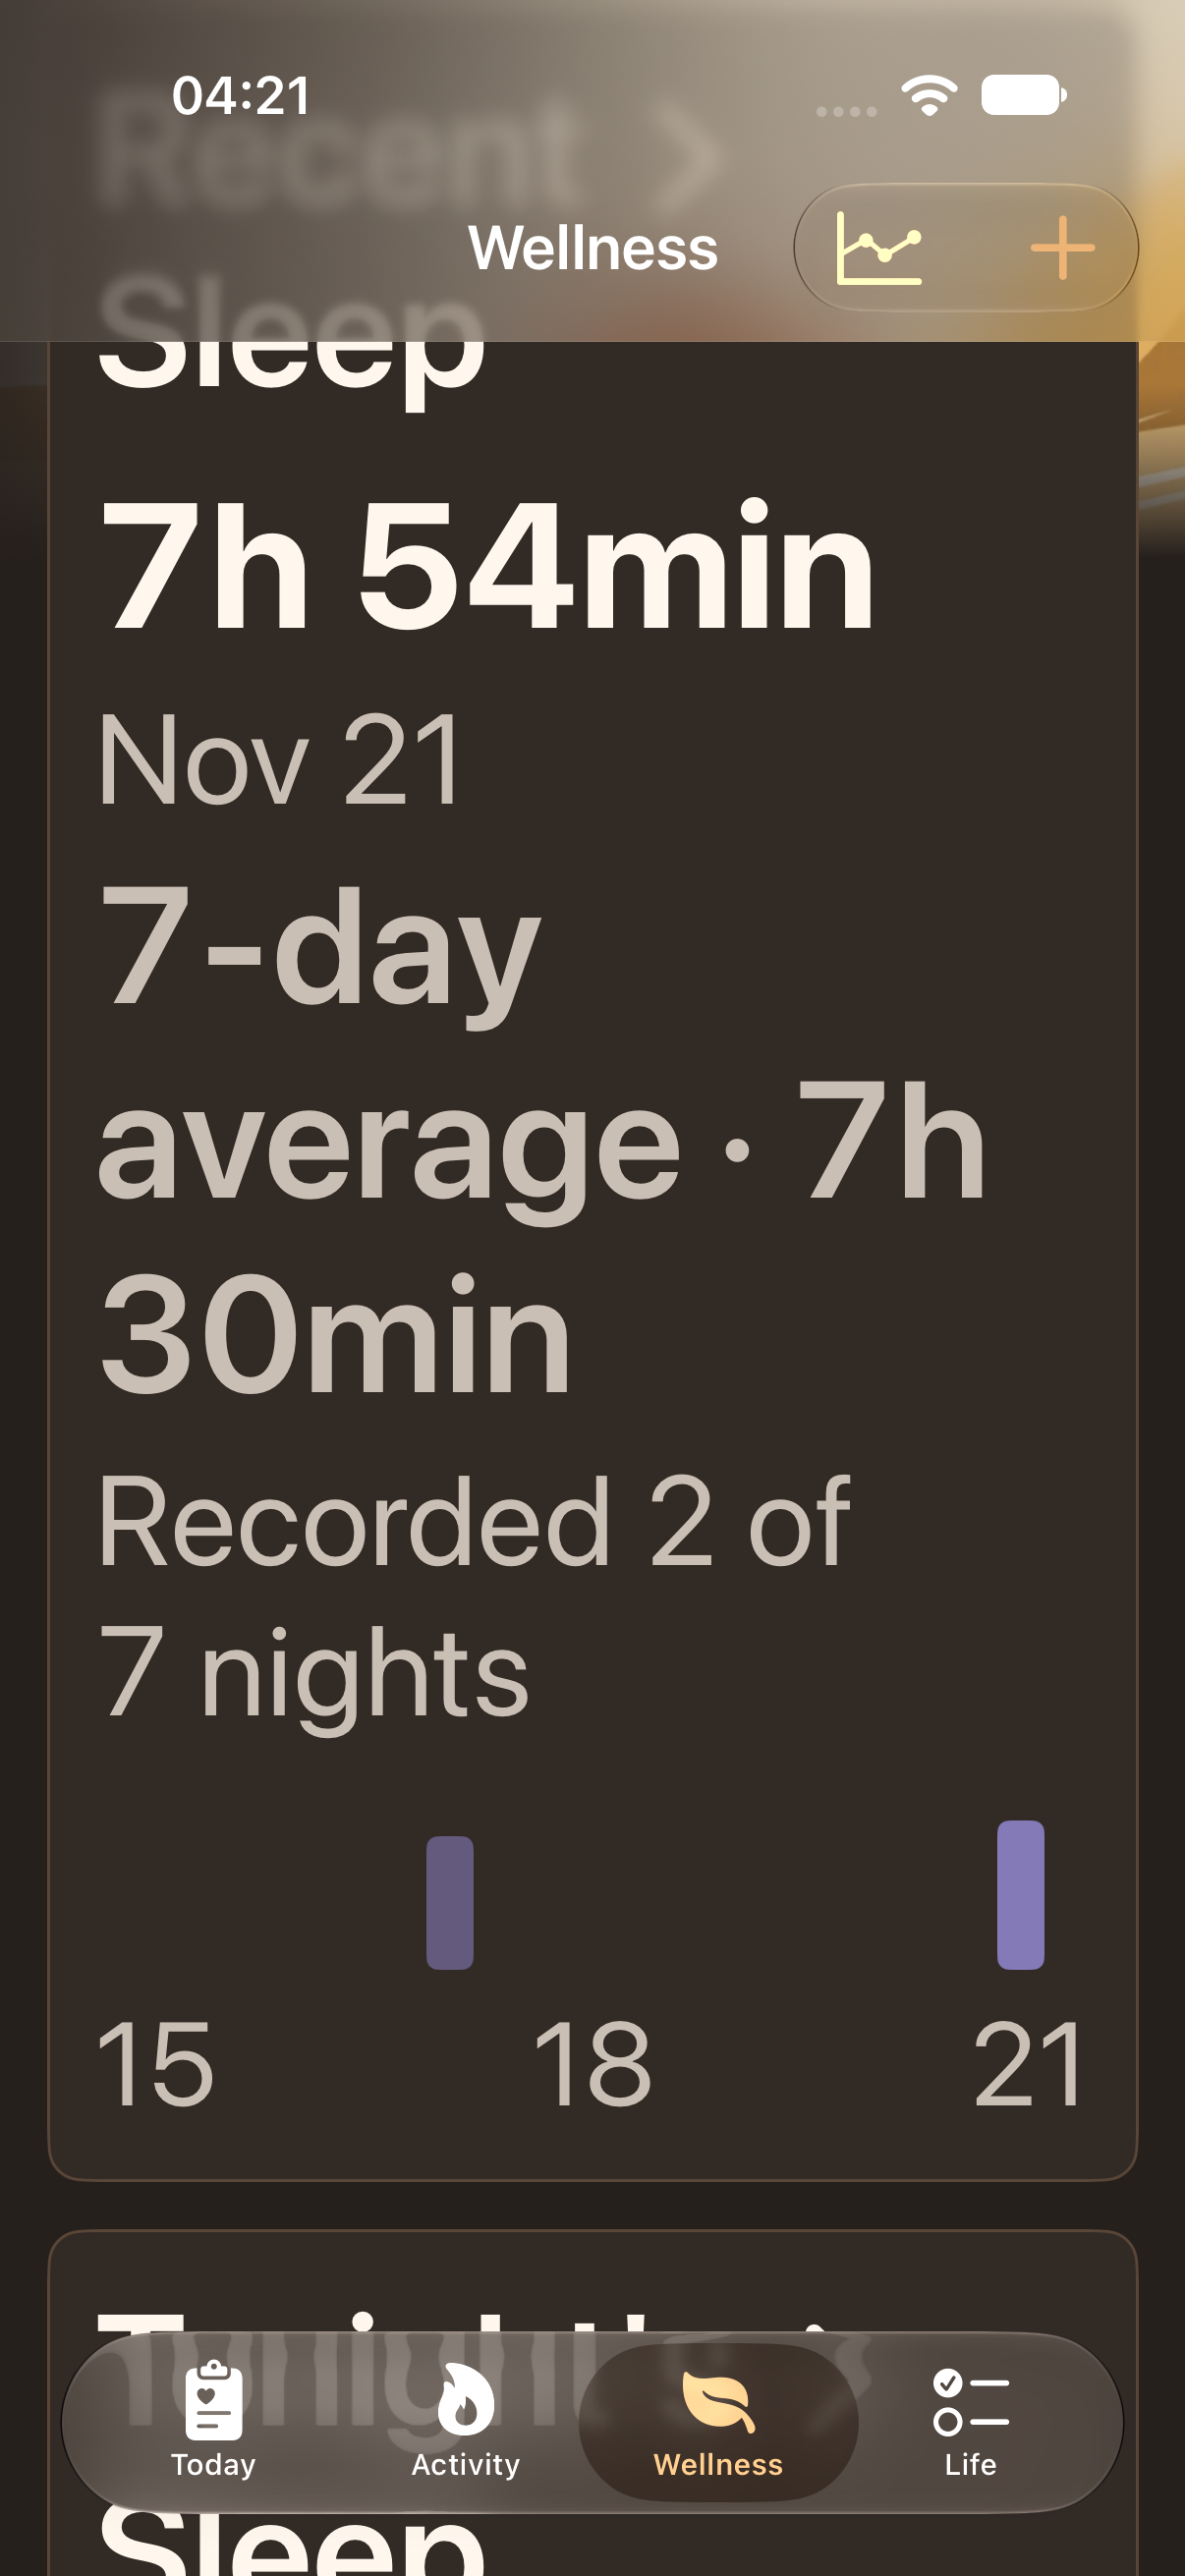 04:21
Recent
Wellness
Sleep
7h 54min
Nov 21
7-day
average · 7h
30min
Recorded 2 of
7 nights
15 18 21
Tonight's
Today Activity Wellness Life
Sleep